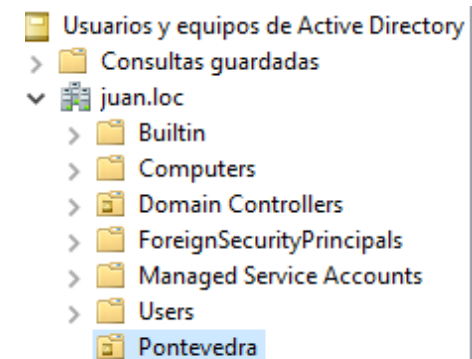 Usuarios y equipos de Active Directory
Consultas guardadas
juan.loc
Builtin
Computers
Domain Controllers
ForeignSecurityPrincipals
Managed Service Accounts
Users
Pontevedra